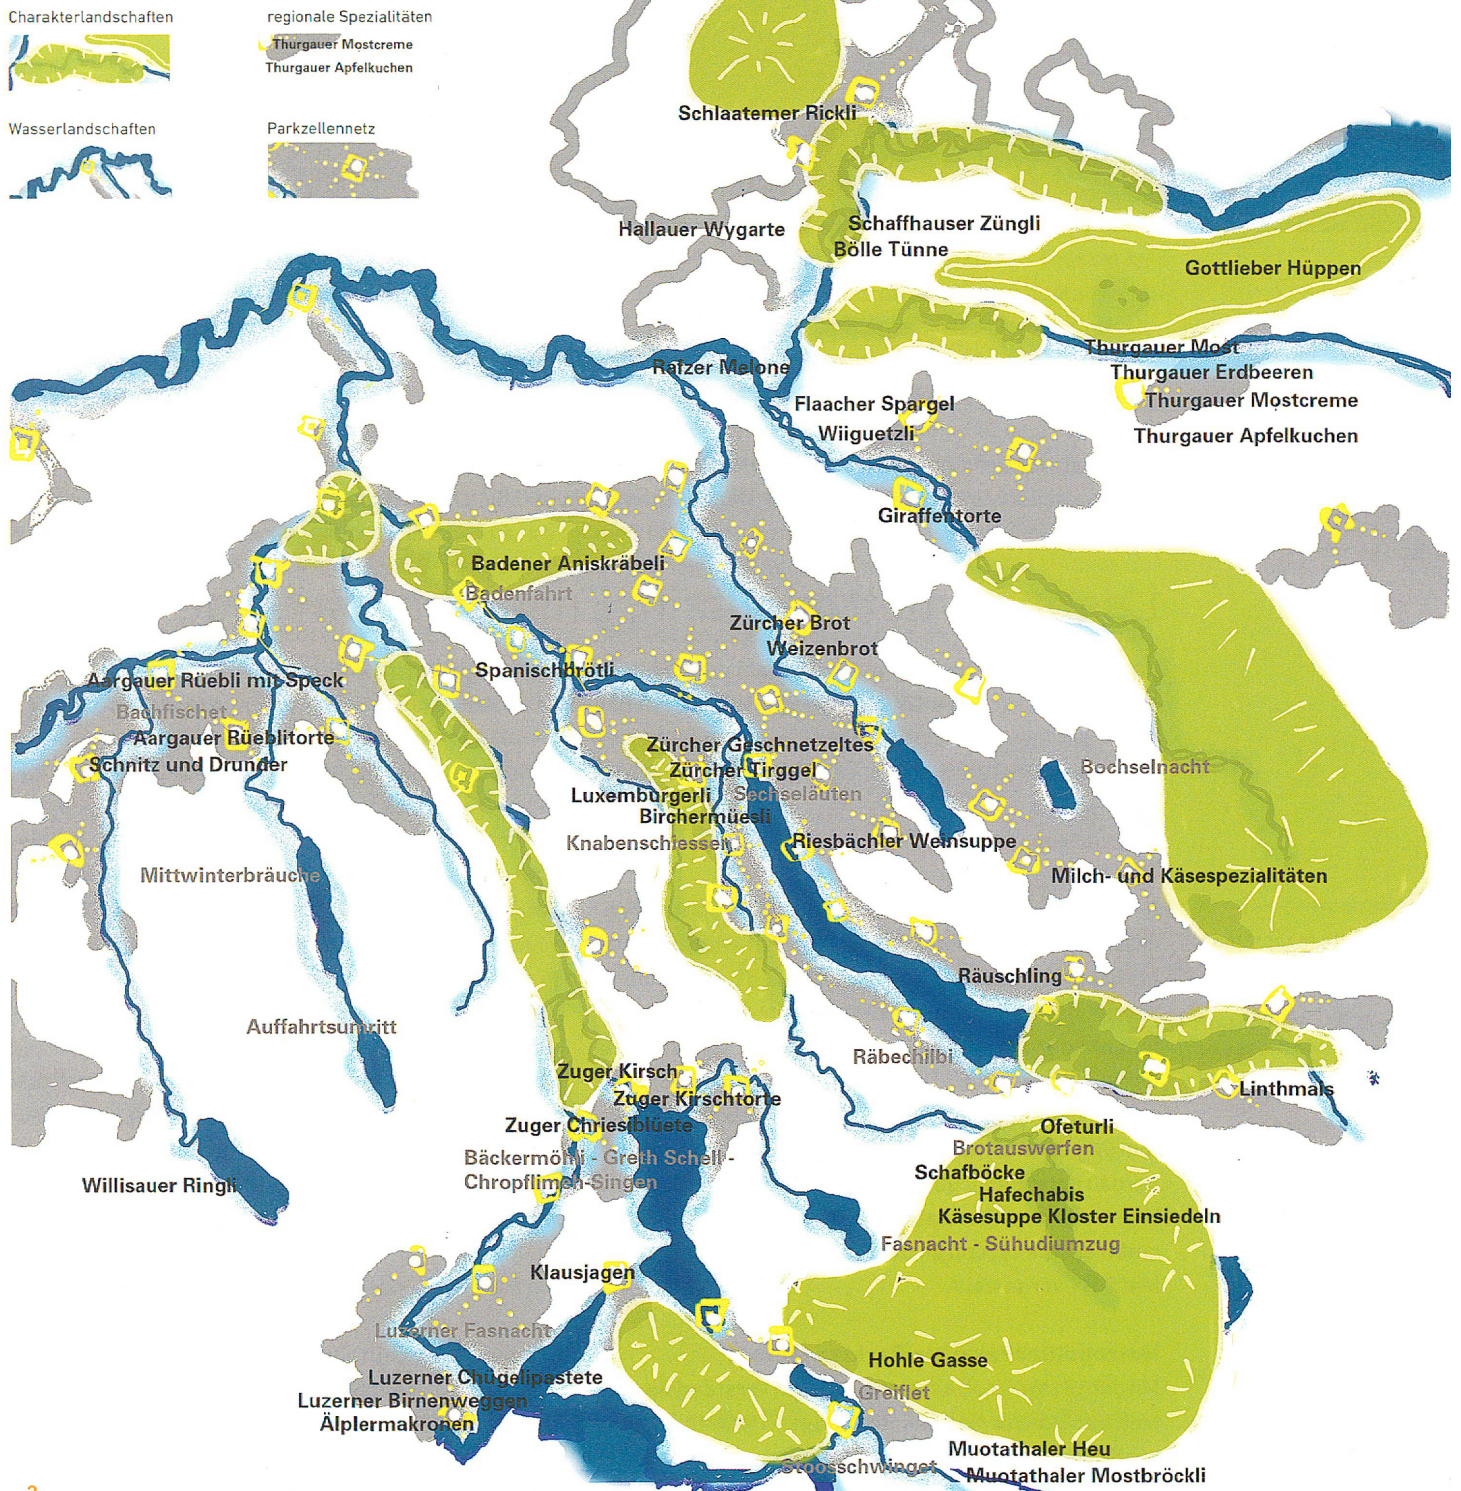 Charakterlandschaften
regionale Spezialitäten
Thurgauer Mostcreme
Thurgauer Apfelkuchen
Wasserlandschaften
Parkzellennetz
Schlaatemer Rickli
Hallauer Wygarte
Schaffhauser Züngli
Bölle Tünne
Gottlieber Hüppen
Rafzer Melone
Thurgauer Most
Thurgauer Erdbeeren
Thurgauer Mostcreme
Thurgauer Apfelkuchen
Flaacher Spargel
Wiiguetzli
Giraffentorte
Badener Aniskräbeli
Badenfahrt
Zürcher Brot
Weizenbrot
Spanischbrötli
Aargauer Rüebli mit Speck
Bachfischet
Aargauer Rüeblitorte
Schnitz und Drunder
Zürcher Geschnetzeltes
Zürcher Tirggel
Luxemburgerli
Sechseläuten
Birchermüesli
Knabenschiessen
Bochselnacht
Riesbächler Weinsuppe
Milch- und Käsespezialitäten
Mittwinterbräuche
Räuschling
Auffahrtsumritt
Räbechilbi
Zuger Kirsch
Zuger Kirschtorte
Linthmais
Zuger Chriesiblüete
Ofeturli
Brotauswerfen
Bäckermöhli - Greth Schell -
Chropflimeh-Singen
Schafböcke
Hafechabis
Willisauer Ringli
Käsesuppe Kloster Einsiedeln
Fasnacht - Sühudiumzug
Klausjagen
Luzerner Fasnacht
Hohle Gasse
Luzerner Chügelipastete
Greiflet
Luzerner Birnenweggen
Älplermakronen
Muotathaler Heu
Stoosschwinget
Muotathaler Mostbröckli